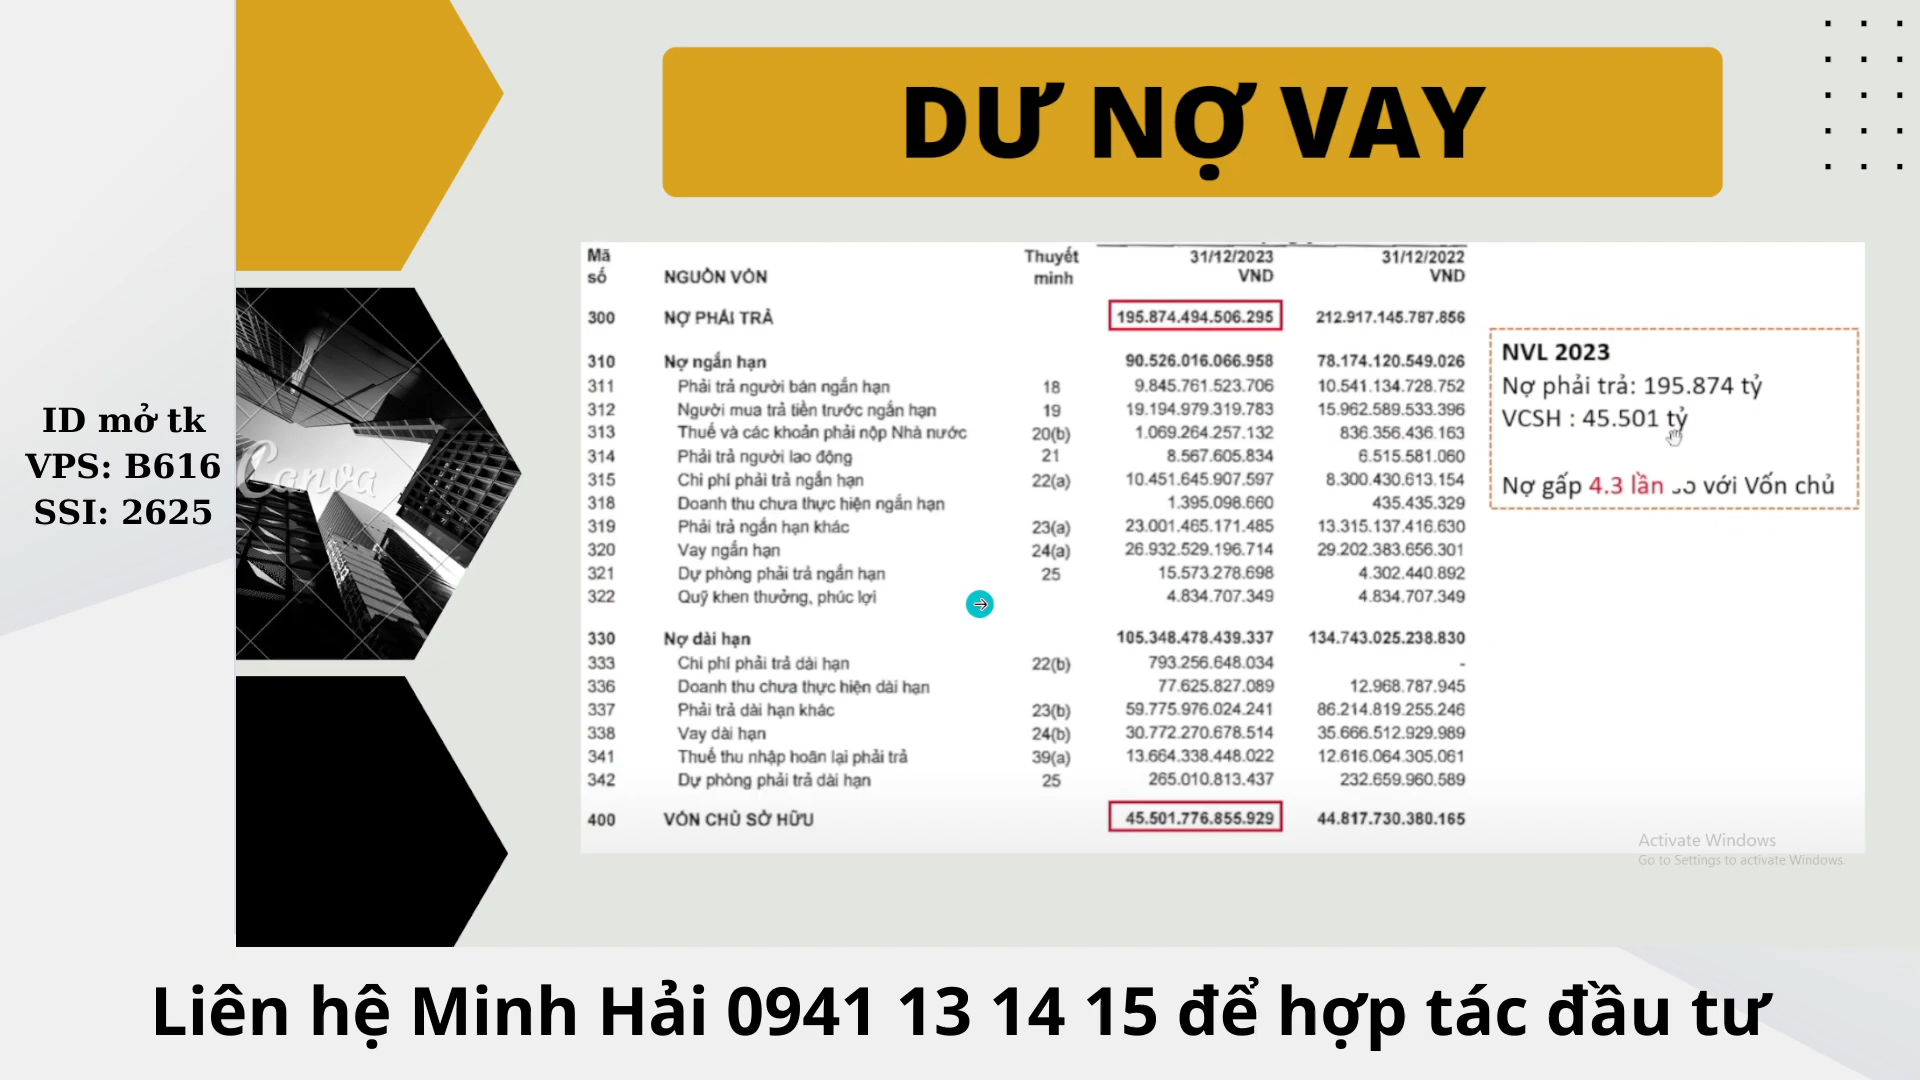 DƯ NỢ VAY
ID mở tk
VPS: B616
SSI: 2625
Canva
Mã số NGUỒN VỐN Thuyết minh 31/12/2023 VND 31/12/2022 VND
300 NỢ PHẢI TRẢ 195.874.494.506.295 212.917.145.787.856
310 Nợ ngắn hạn 90.526.016.066.958 78.174.120.549.026
311 Phải trả người bán ngắn hạn 18 9.845.761.523.706 10.541.134.728.752
312 Người mua trả tiền trước ngắn hạn 19 19.194.979.319.783 15.962.589.533.396
313 Thuế và các khoản phải nộp Nhà nước 20(b) 1.069.264.257.132 836.356.436.163
314 Phải trả người lao động 21 8.567.605.834 6.515.581.060
315 Chi phí phải trả ngắn hạn 22(a) 10.451.645.907.597 8.300.430.613.154
318 Doanh thu chưa thực hiện ngắn hạn 1.395.098.660 435.435.329
319 Phải trả ngắn hạn khác 23(a) 23.001.465.171.485 13.315.137.416.630
320 Vay ngắn hạn 24(a) 26.932.529.196.714 29.202.383.656.301
321 Dự phòng phải trả ngắn hạn 25 15.573.278.698 4.302.440.892
322 Quỹ khen thưởng, phúc lợi 4.834.707.349 4.834.707.349
330 Nợ dài hạn 105.348.478.439.337 134.743.025.238.830
333 Chi phí phải trả dài hạn 22(b) 793.256.648.034 -
336 Doanh thu chưa thực hiện dài hạn 77.625.827.089 12.968.787.945
337 Phải trả dài hạn khác 23(b) 59.775.976.024.241 86.214.819.255.246
338 Vay dài hạn 24(b) 30.772.270.678.514 35.666.512.929.989
341 Thuế thu nhập hoãn lại phải trả 39(a) 13.664.338.448.022 12.616.064.305.061
342 Dự phòng phải trả dài hạn 25 265.010.813.437 232.659.960.589
400 VỐN CHỦ SỞ HỮU 45.501.776.855.929 44.817.730.380.165
NVL 2023
Nợ phải trả: 195.874 tỷ
VCSH : 45.501 tỷ
Nợ gấp 4.3 lần so với Vốn chủ
Activate Windows
Go to Settings to activate Windows.
Liên hệ Minh Hải 0941 13 14 15 để hợp tác đầu tư